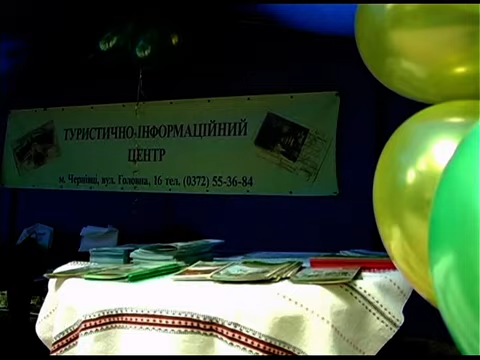 ТУРИСТИЧНО-ІНФОРМАЦІЙНИЙ
ЦЕНТР
м. Чернівці, вул. Головна, 16 тел. (0372) 55-36-84